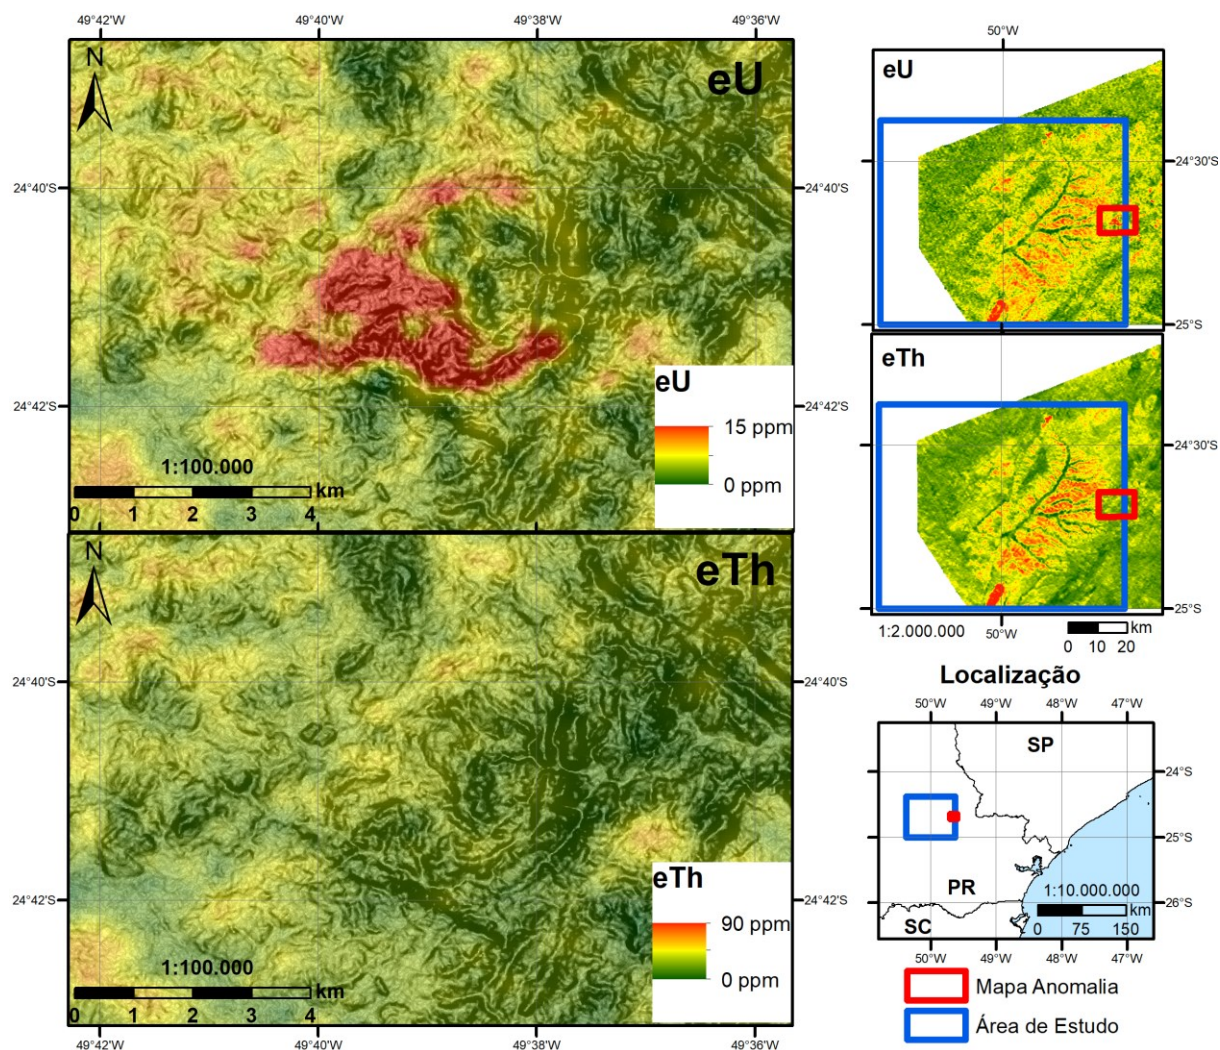 49°42'W 49°40'W 49°38'W 49°36'W
N
eU
24°40'S 24°40'S
24°42'S 24°42'S
eU
15 ppm
0 ppm
1:100.000
km
0 1 2 3 4
N
eTh
24°40'S 24°40'S
24°42'S 24°42'S
eTh
90 ppm
0 ppm
1:100.000
km
0 1 2 3 4
49°42'W 49°40'W 49°38'W 49°36'W
50°W
eU
24°30'S
25°S
eTh
24°30'S
25°S
1:2.000.000
50°W
km
0 10 20
Localização
50°W 49°W 48°W 47°W
SP
24°S
25°S
PR
1:10.000.000
26°S
km
SC
0 75 150
50°W 49°W 48°W 47°W
Mapa Anomalia
Área de Estudo